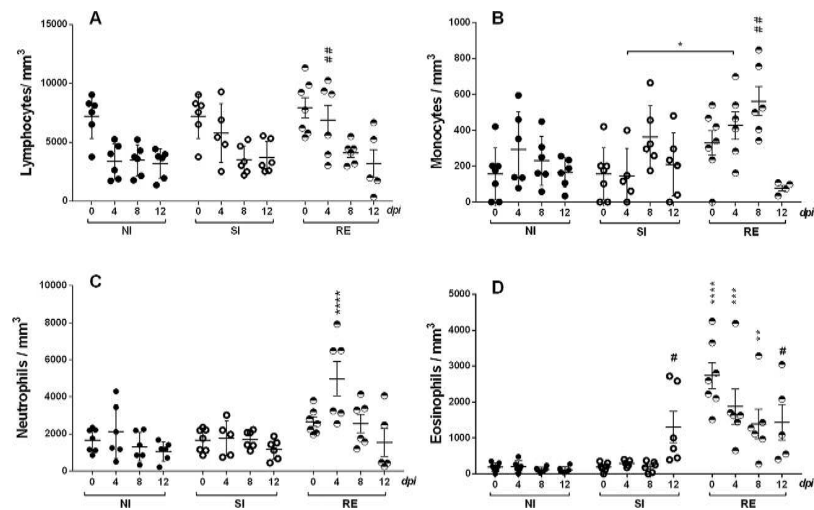 A
Lymphocytes/ mm³
15000
10000
5000
0
##
0 4 8 12 0 4 8 12 0 4 8 12 dpi
NI SI RE
B
Monocytes/ mm³
1000
800
600
400
200
0
*
##
0 4 8 12 0 4 8 12 0 4 8 12 dpi
NI SI RE
C
Neutrophils / mm³
10000
8000
6000
4000
2000
0
****
0 4 8 12 0 4 8 12 0 4 8 12 dpi
NI SI RE
D
Eosinophils / mm³
5000
4000
3000
2000
1000
0
# **** *** ** #
0 4 8 12 0 4 8 12 0 4 8 12 dpi
NI SI RE